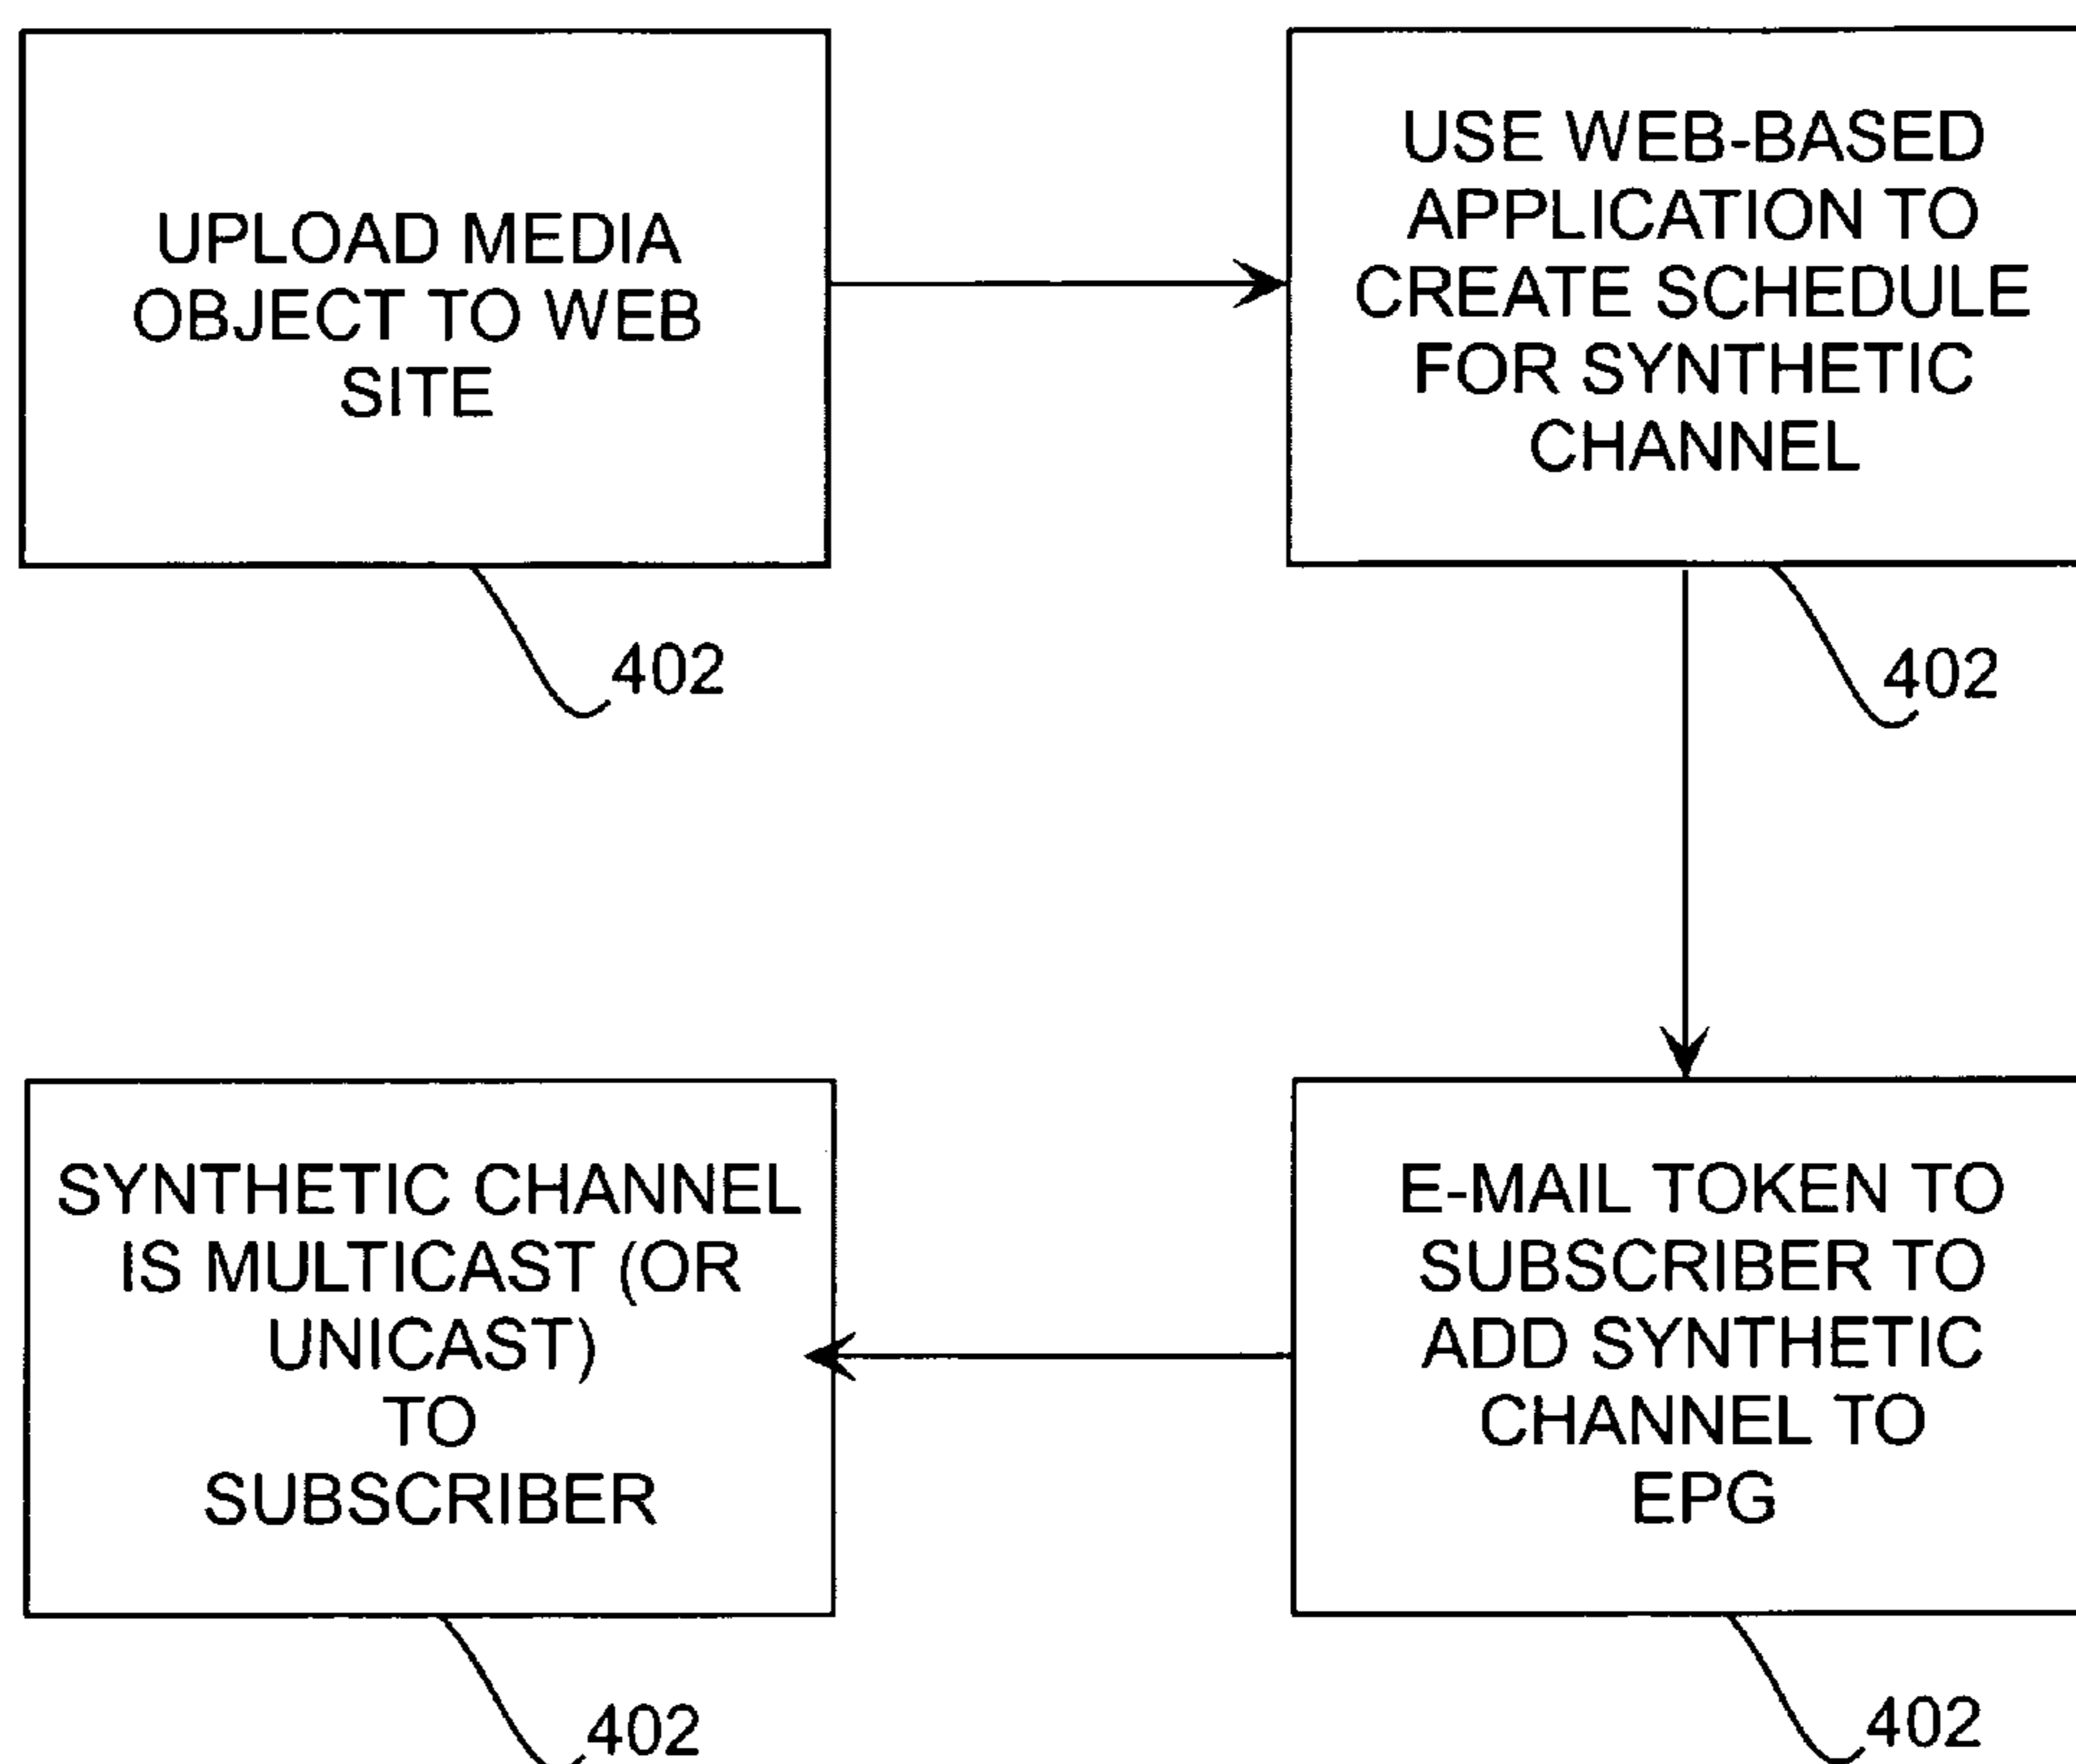 UPLOAD MEDIA
OBJECT TO WEB
SITE
402
USE WEB-BASED
APPLICATION TO
CREATE SCHEDULE
FOR SYNTHETIC
CHANNEL
402
E-MAIL TOKEN TO
SUBSCRIBER TO
ADD SYNTHETIC
CHANNEL TO
EPG
402
SYNTHETIC CHANNEL
IS MULTICAST (OR
UNICAST)
TO
SUBSCRIBER
402